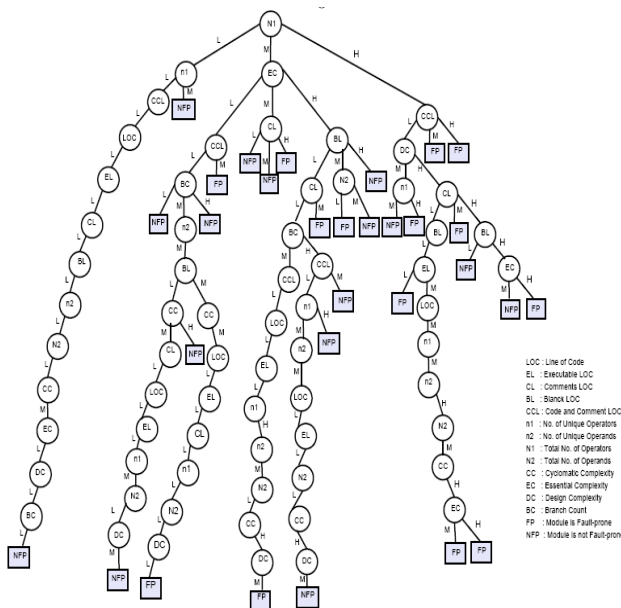 N1
L
M
H
n1
EC
L
M
L
M
H
CCL
NFP
CCL
L
M
H
LOC
CCL
CL
BL
DC
FP
FP
L
L
M
L
M
H
L
M
H
M
H
EL
BC
FP
NFP
NFP
FP
CL
N2
NFP
n1
CL
L
L
M
H
L
M
L
M
L
M
L
M
H
CL
NFP
n2
NFP
BC
FP
FP
NFP
NFP
FP
BL
FP
BL
L
M
L
H
L
L
H
BL
BL
CCL
CCL
FP
EL
NFP
EC
L
L
M
L
L
M
M
M
H
n2
CC
CC
LOC
n1
NFP
LOC
NFP
FP
L
M
H
M
L
M
H
M
N2
CL
NFP
LOC
EL
n2
NFP
n1
L
L
L
L
M
M
CC
LOC
EL
n1
LOC
n2
M
L
L
H
L
H
EC
EL
CL
n2
EL
N2
L
L
L
M
L
M
DC
n1
n1
N2
N2
CC
L
M
L
L
L
H
BC
N2
N2
CC
CC
EC
L
L
L
H
H
M
H
NFP
DC
DC
DC
DC
FP
FP
M
L
M
M
NFP
FP
FP
NFP
LOC : Line of Code
EL : Executable LOC
CL : Comments LOC
BL : Blanck LOC
CCL : Code and Comment LOC
n1 : No. of Unique Operators
n2 : No. of Unique Operands
N1 : Total No. of Operators
N2 : Total No. of Operands
CC : Cyclomatic Complexity
EC : Essential Complexity
DC : Design Complexity
BC : Branch Count
FP : Module is Fault-prone
NFP : Module is not Fault-prone